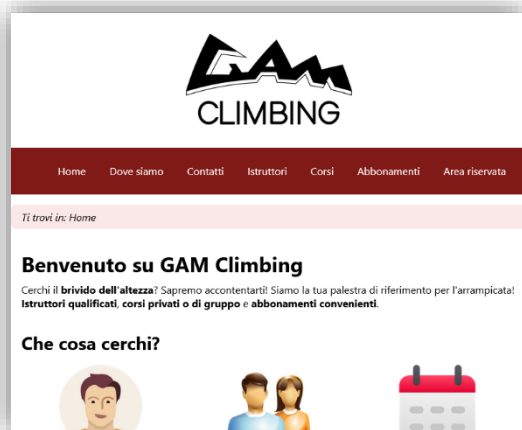 GAM
CLIMBING
Home Dove siamo Contatti Istruttori Corsi Abbonamenti Area riservata
Ti trovi in: Home
Benvenuto su GAM Climbing
Cerchi il brivido dell'altezza? Sapremo accontentarti! Siamo la tua palestra di riferimento per l'arrampicata!
Istruttori qualificati, corsi privati o di gruppo e abbonamenti convenienti.
Che cosa cerchi?